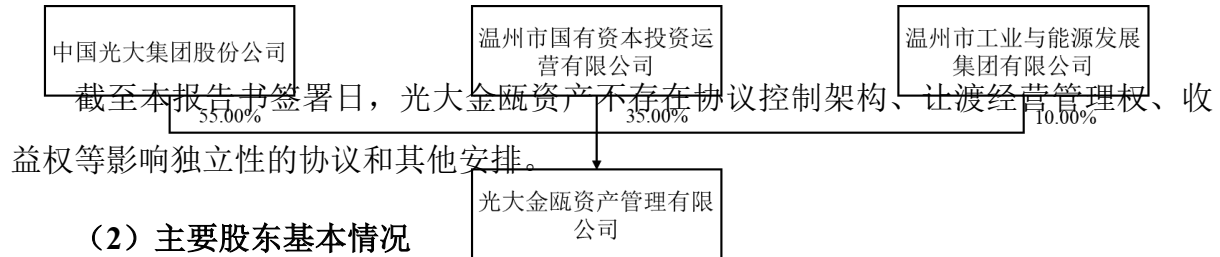 中国光大集团股份公司
温州市国有资本投资运
营有限公司
温州市工业与能源发展
集团有限公司
截至本报告书签署日，光大金瓯资产不存在协议控制架构、让渡经营管理权、收
55.00%
35.00%
10.00%
益权等影响独立性的协议和其他安排。
光大金瓯资产管理有限
公司
（2）主要股东基本情况